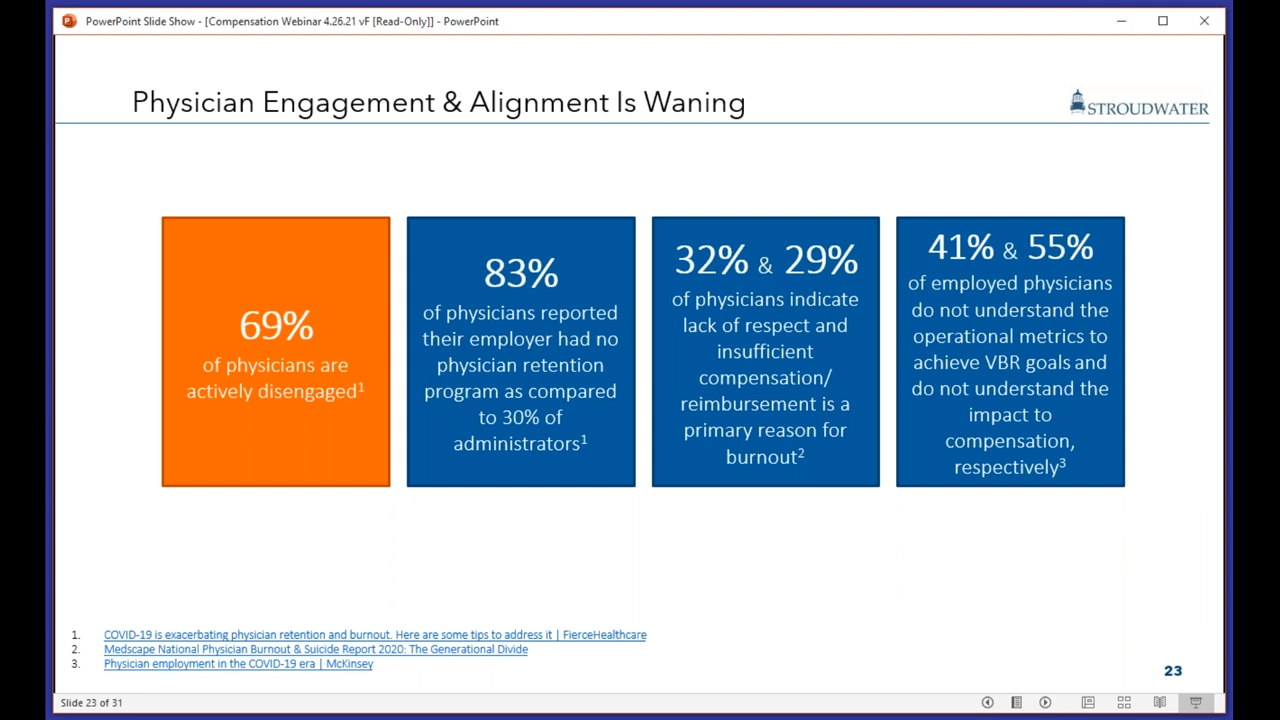 PowerPoint Slide Show - [Compensation Webinar 4.26.21 vF [Read-Only]] - PowerPoint
Physician Engagement & Alignment Is Waning
STROUDWATER
69%
of physicians are
actively disengaged1
83%
of physicians reported
their employer had no
physician retention
program as compared
to 30% of
administrators1
32% & 29%
of physicians indicate
lack of respect and
insufficient
compensation/
reimbursement is a
primary reason for
burnout2
41% & 55%
of employed physicians
do not understand the
operational metrics to
achieve VBR goals and
do not understand the
impact to
compensation,
respectively3
1. COVID-19 is exacerbating physician retention and burnout. Here are some tips to address it | FierceHealthcare
2. Medscape National Physician Burnout & Suicide Report 2020: The Generational Divide
3. Physician employment in the COVID-19 era | McKinsey
23
Slide 23 of 31